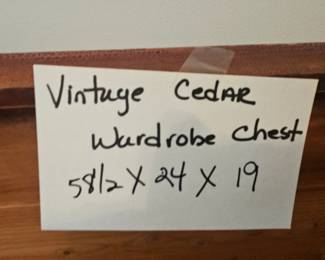 Vintage CedAR
Wardrobe Chest
58 1/2 X 24 X 19